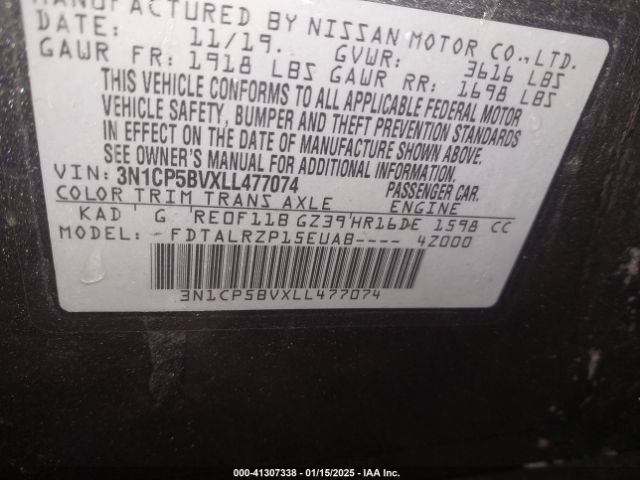 MANUFACTURED BY NISSAN MOTOR CO.,LTD.
DATE: 11/19. GVWR: 3616 LBS
GAWR FR: 1918 LBS GAWR RR: 1698 LBS
THIS VEHICLE CONFORMS TO ALL APPLICABLE FEDERAL MOTOR
VEHICLE SAFETY, BUMPER AND THEFT PREVENTION STANDARDS
IN EFFECT ON THE DATE OF MANUFACTURE SHOWN ABOVE.
SEE OWNER'S MANUAL FOR ADDITIONAL INFORMATION.
VIN: 3N1CP5BVXLL477074 PASSENGER CAR.
COLOR TRIM TRANS AXLE ENGINE
KAD G RE0F11B GZ39 HR16DE 1598 CC
MODEL: FDTALRZP15EUAB---- 4Z000
3N1CP5BVXLL477074
000-41307338 - 01/15/2025 - IAA Inc.